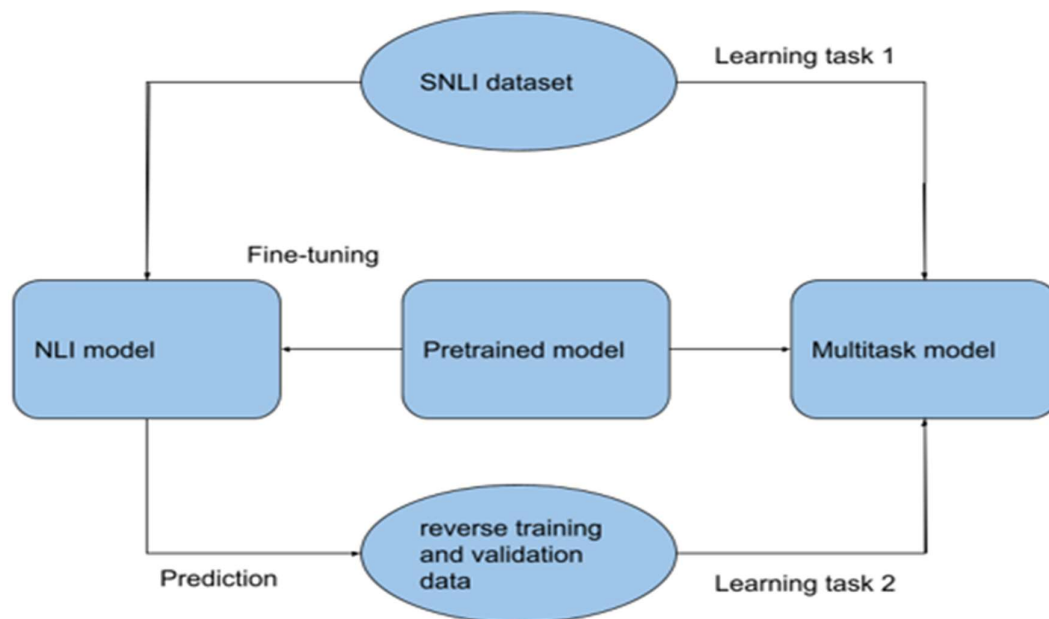 SNLI dataset
Learning task 1
Fine-tuning
NLI model
Pretrained model
Multitask model
reverse training
and validation
data
Prediction
Learning task 2